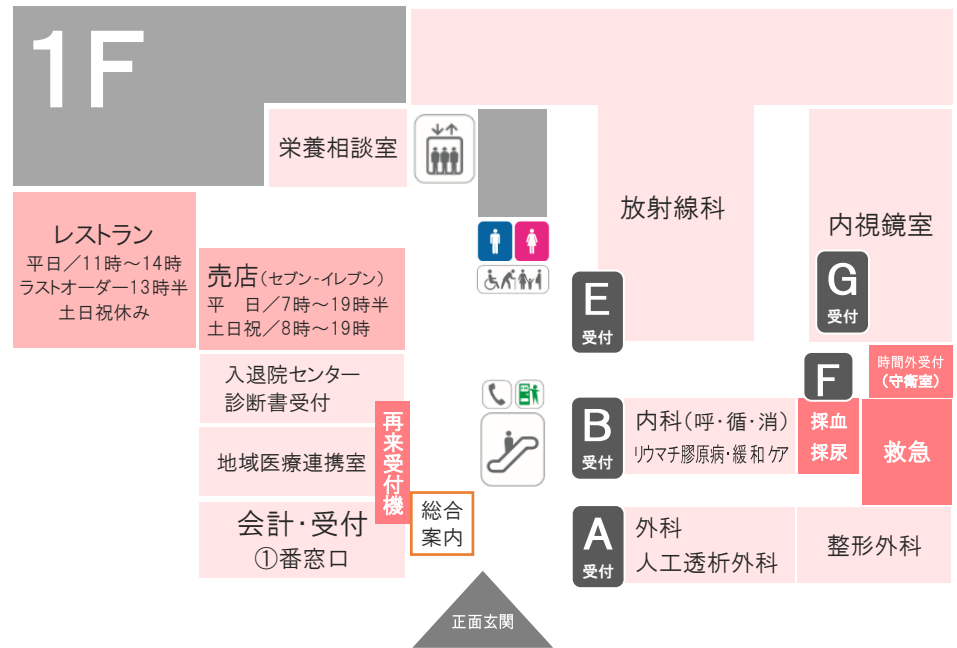 1F
栄養相談室
レストラン
平日／11時～14時
ラストオーダー13時半
土日祝休み
売店(セブン-イレブン)
平　日／7時～19時半
土日祝／8時～19時
入退院センター
診断書受付
地域医療連携室
再来受付機
会計・受付
①番窓口
総合
案内
正面玄関
放射線科
E
受付
内視鏡室
G
受付
時間外受付
(守衛室)
F
採血
採尿
救急
B
受付
内科(呼・循・消)
リウマチ膠原病・緩和ケア
A
受付
外科
人工透析外科
整形外科